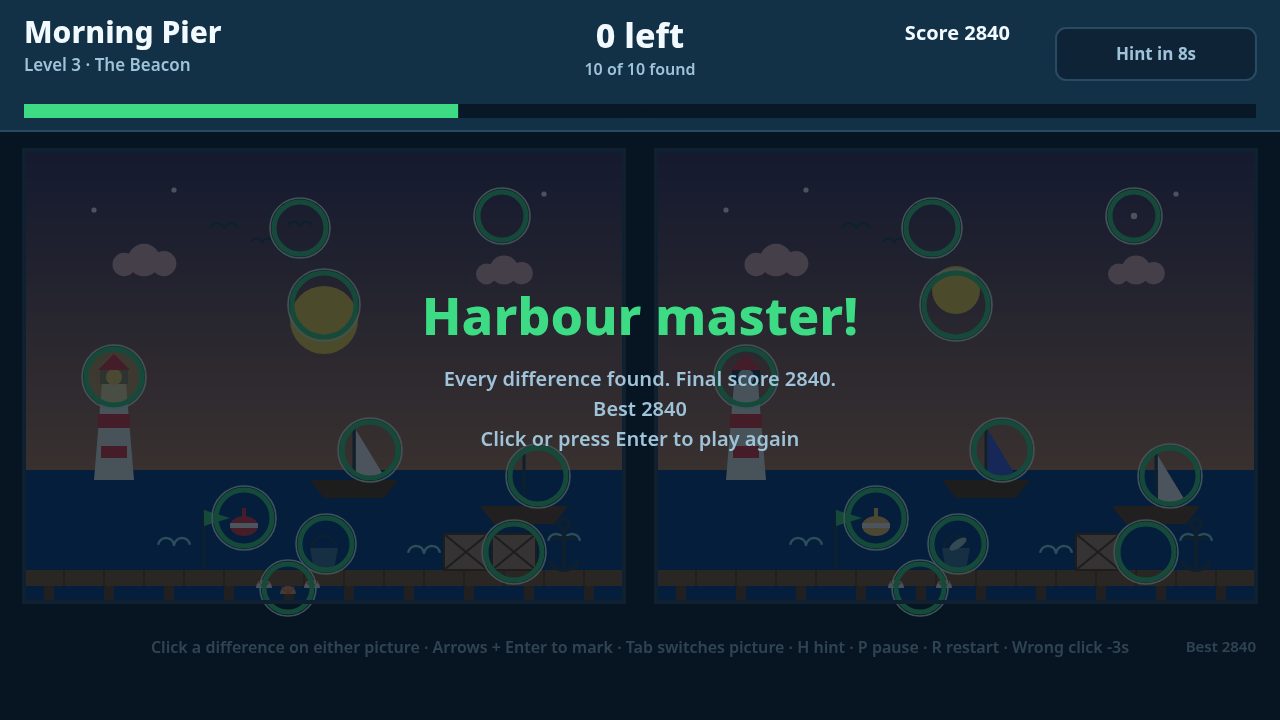 Morning Pier
Level 3 · The Beacon
0 left
10 of 10 found
Score 2840
Hint in 8s
Harbour master!
Every difference found. Final score 2840.
Best 2840
Click or press Enter to play again
Click a difference on either picture · Arrows + Enter to mark · Tab switches picture · H hint · P pause · R restart · Wrong click -3s
Best 2840